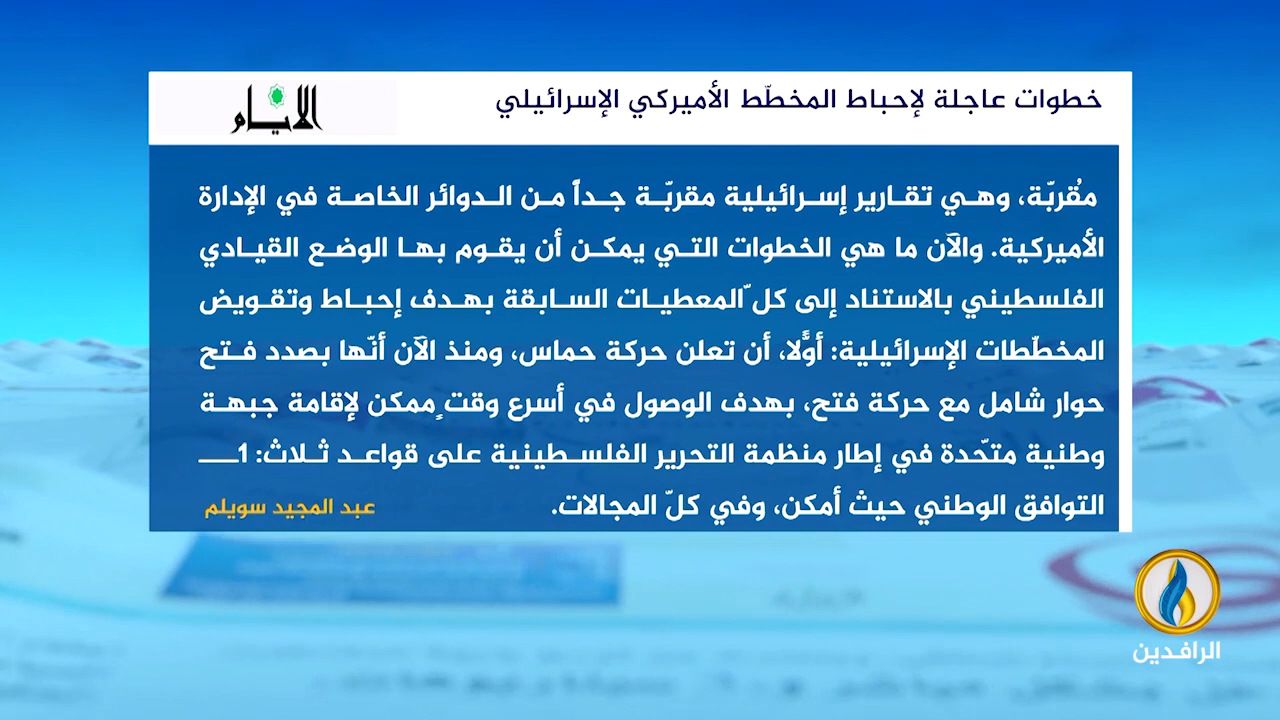 خطوات عاجلة لإحباط المخطّط الأميركي الإسرائيلي
الايام
مقُربّة، وهي تقارير إسرائيلية مقربّة جداً من الدوائر الخاصة في الإدارة
الأميركية. والآن ما هي الخطوات التي يمكن أن يقوم بها الوضع القيادي
الفلسطيني بالاستناد إلى كل ّالمعطيات السابقة بهدف إحباط وتقويض
المخطّطات الإسرائيلية: أوًّلا، أن تعلن حركة حماس، ومنذ الآن أنّها بصدد فتح
حوار شامل مع حركة فتح، بهدف الوصول في أسرع وقت ٍممكن لإقامة جبهة
وطنية متّحدة في إطار منظمة التحرير الفلسطينية على قواعد ثلاث: 1ـــ
التوافق الوطني حيث أمكن، وفي كلّ المجالات.
عبد المجيد سويلم
الرافدين